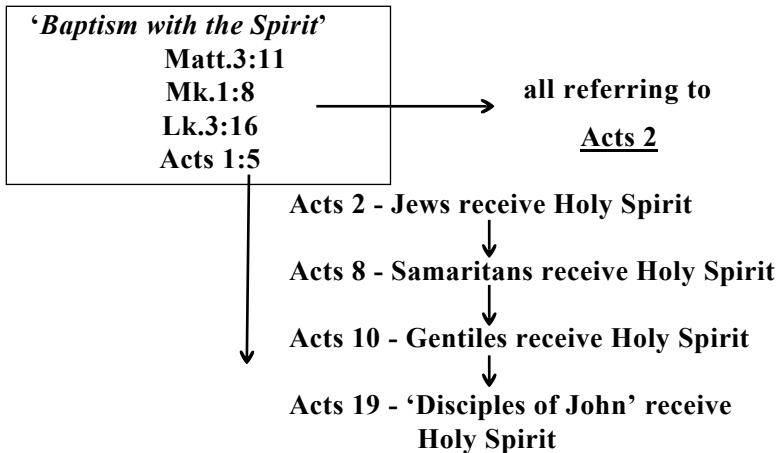 ‘Baptism with the Spirit’
Matt.3:11
Mk.1:8
Lk.3:16
Acts 1:5
all referring to
Acts 2
Acts 2 - Jews receive Holy Spirit
Acts 8 - Samaritans receive Holy Spirit
Acts 10 - Gentiles receive Holy Spirit
Acts 19 - ‘Disciples of John’ receive
Holy Spirit